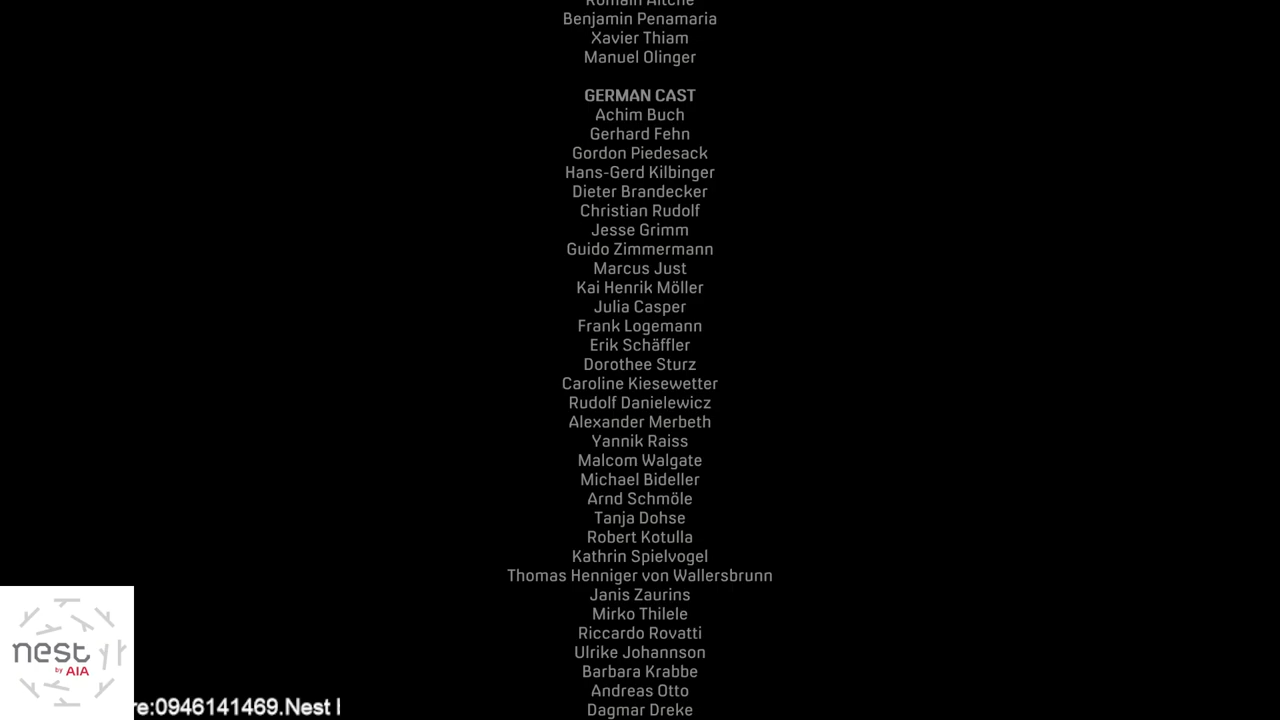 Romain Altché
Benjamin Penamaria
Xavier Thiam
Manuel Olinger
GERMAN CAST
Achim Buch
Gerhard Fehn
Gordon Piedesack
Hans-Gerd Kilbinger
Dieter Brandecker
Christian Rudolf
Jesse Grimm
Guido Zimmermann
Marcus Just
Kai Henrik Möller
Julia Casper
Frank Logemann
Erik Schäffler
Dorothee Sturz
Caroline Kiesewetter
Rudolf Danielewicz
Alexander Merbeth
Yannik Raiss
Malcom Walgate
Michael Bideller
Arnd Schmöle
Tanja Dohse
Robert Kotulla
Kathrin Spielvogel
Thomas Henniger von Wallersbrunn
Janis Zaurins
Mirko Thilele
Riccardo Rovatti
Ulrike Johannson
Barbara Krabbe
Andreas Otto
Dagmar Dreke
nest
by AIA
re:0946141469.Nest